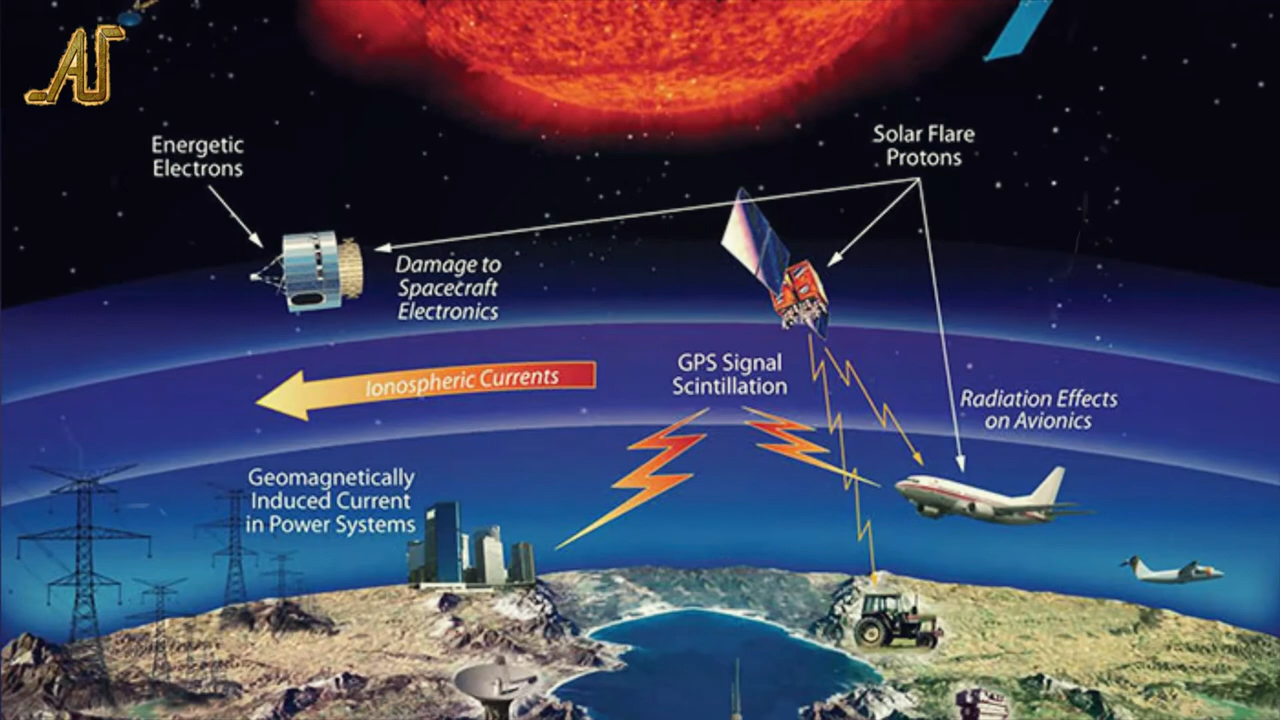 AS
Energetic
Electrons
Solar Flare
Protons
Damage to
Spacecraft
Electronics
GPS Signal
Scintillation
Ionospheric Currents
Radiation Effects
on Avionics
Geomagnetically
Induced Current
in Power Systems